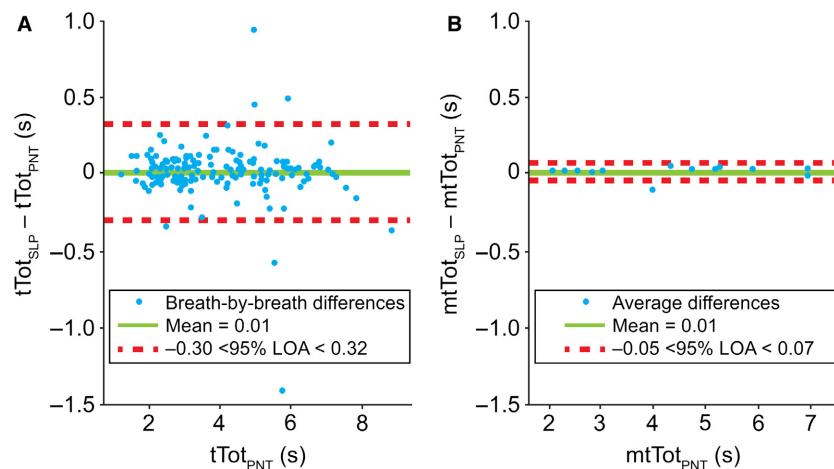 A
tTot_SLP – tTot_PNT (s)
1.0
0.5
0
–0.5
–1.0
–1.5
Breath-by-breath differences
Mean = 0.01
–0.30 <95% LOA < 0.32
2 4 6 8
tTot_PNT (s)
B
mtTot_SLP – mtTot_PNT (s)
1.0
0.5
0
–0.5
–1.0
–1.5
Average differences
Mean = 0.01
–0.05 <95% LOA < 0.07
2 3 4 5 6 7
mtTot_PNT (s)